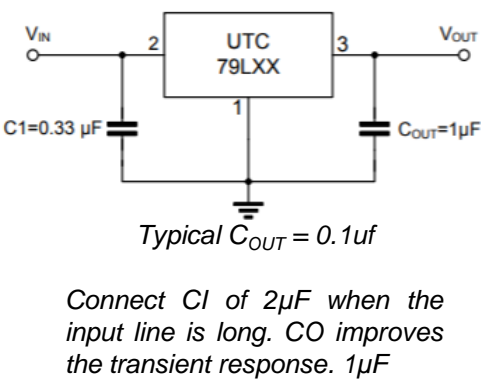 VIN
2
UTC
79LXX
3
VOUT
1
C1=0.33 µF
COUT=1µF
Typical COUT = 0.1uf
Connect CI of 2µF when the
input line is long. CO improves
the transient response. 1µF